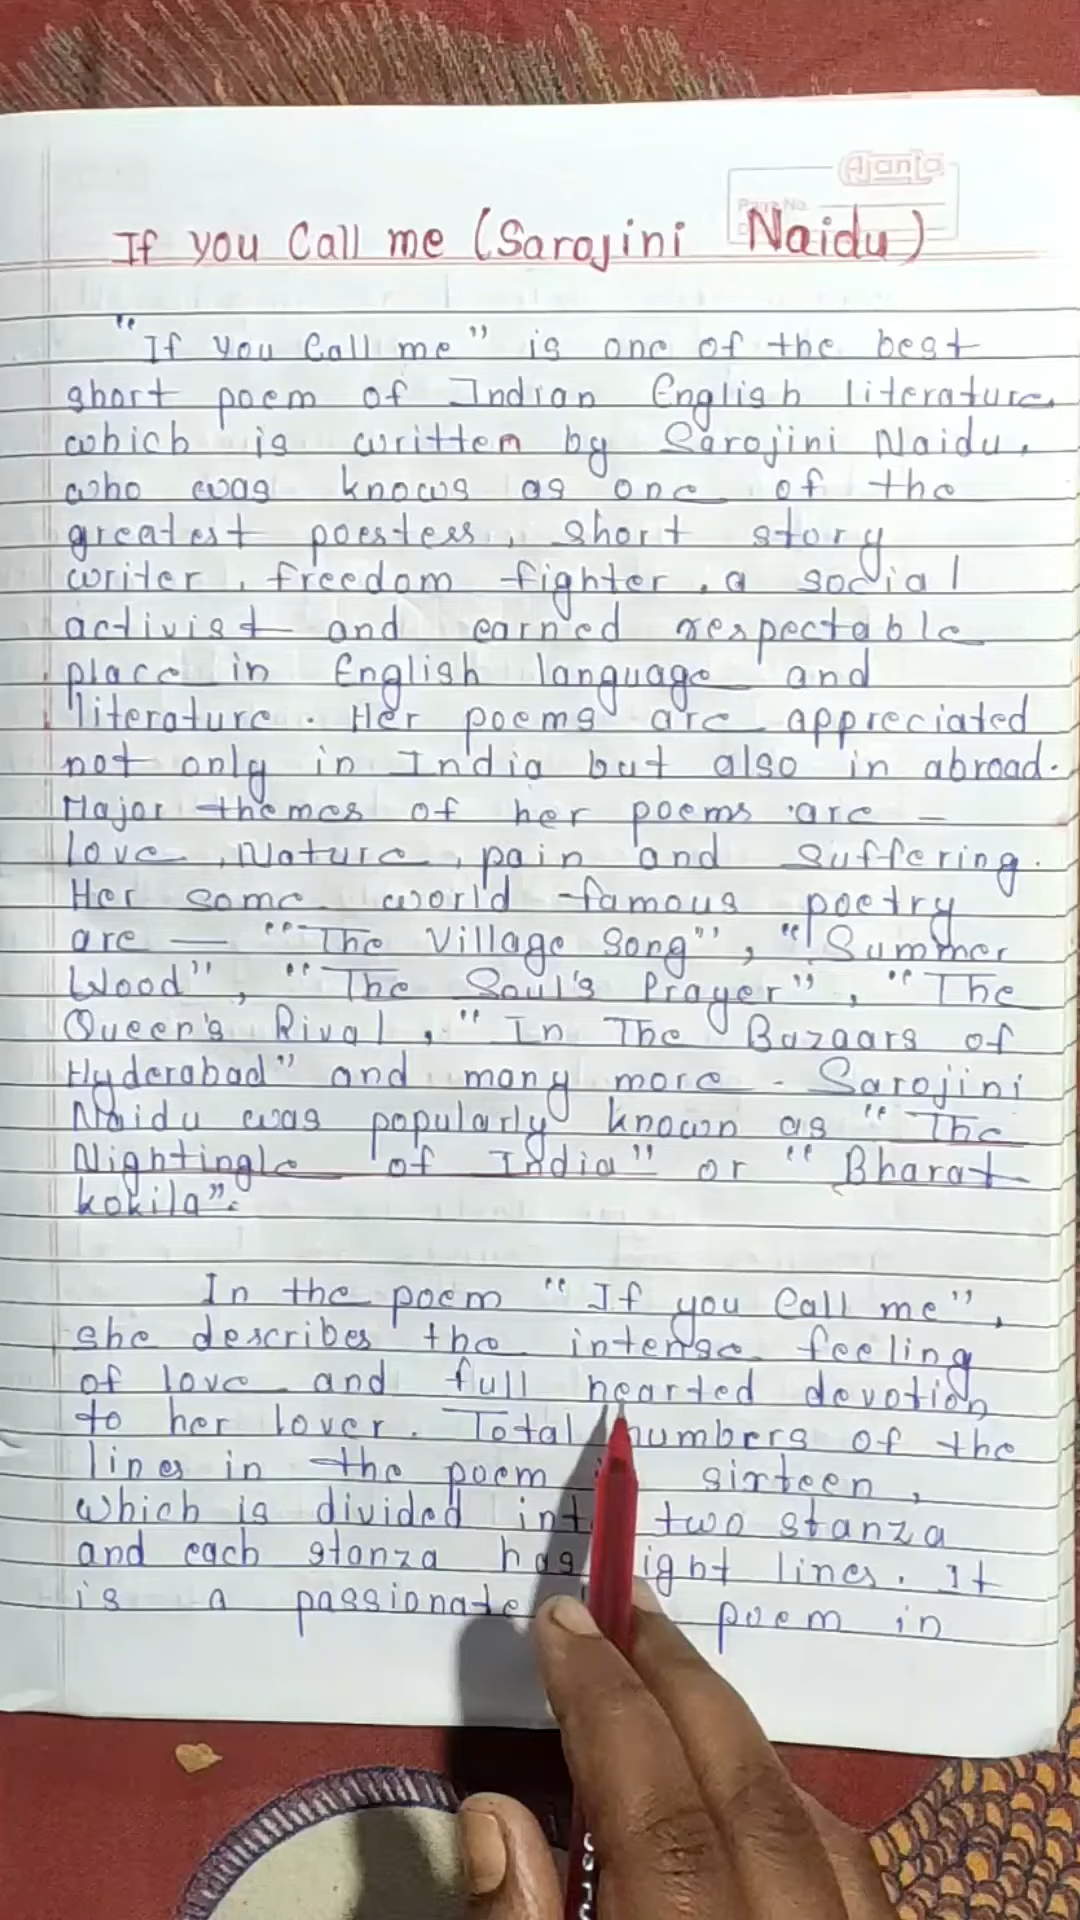 Ajanta
Page No.
If you Call me (Sarojini Naidu)
"If you Call me" is one of the best
short poem of Indian English literature,
which is written by Sarojini Naidu.
who was knows as one of the
greatest poestess, short story
writer, freedom fighter, a social
activist and earned respectable
place in English language and
literature. Her poems are appreciated
not only in India but also in abroad.
Major themes of her poems are –
love, Nature, pain and suffering.
Her some world famous poetry
are — "The Village Song", "Summer
Wood", "The Soul's Prayer", "The
Queen's Rival, "In The Bazaars of
Hyderabad" and many more. Sarojini
Naidu was popularly known as "The
Nightingle of India" or "Bharat
kokila".
In the poem "If you Call me",
she describes the intense feeling
of love and full hearted devotion
to her lover. Total numbers of the
lines in the poem sixteen,
which is divided int two stanza
and each stanza has ight lines. It
is a passionate poem in